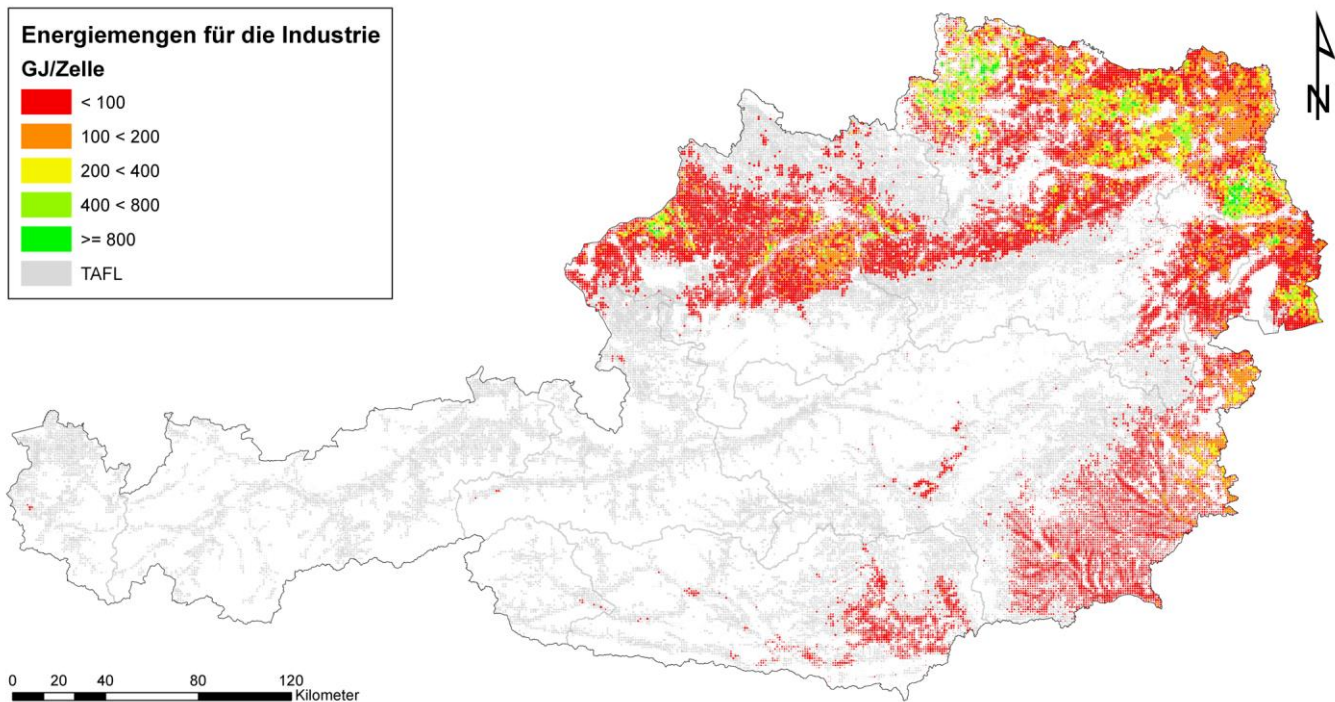 Energiemengen für die Industrie
GJ/Zelle
< 100
100 < 200
200 < 400
400 < 800
>= 800
TAFL
N
0 20 40 80 120
Kilometer